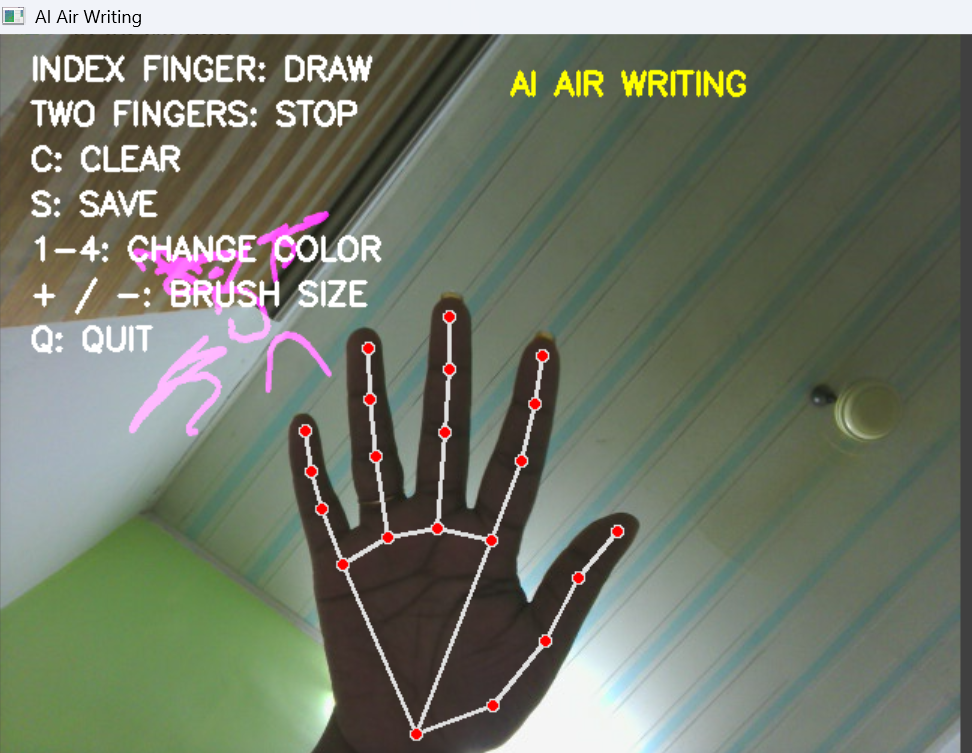 AI Air Writing
INDEX FINGER: DRAW
AI AIR WRITING
TWO FINGERS: STOP
C: CLEAR
S: SAVE
1-4: CHANGE COLOR
+ / -: BRUSH SIZE
Q: QUIT